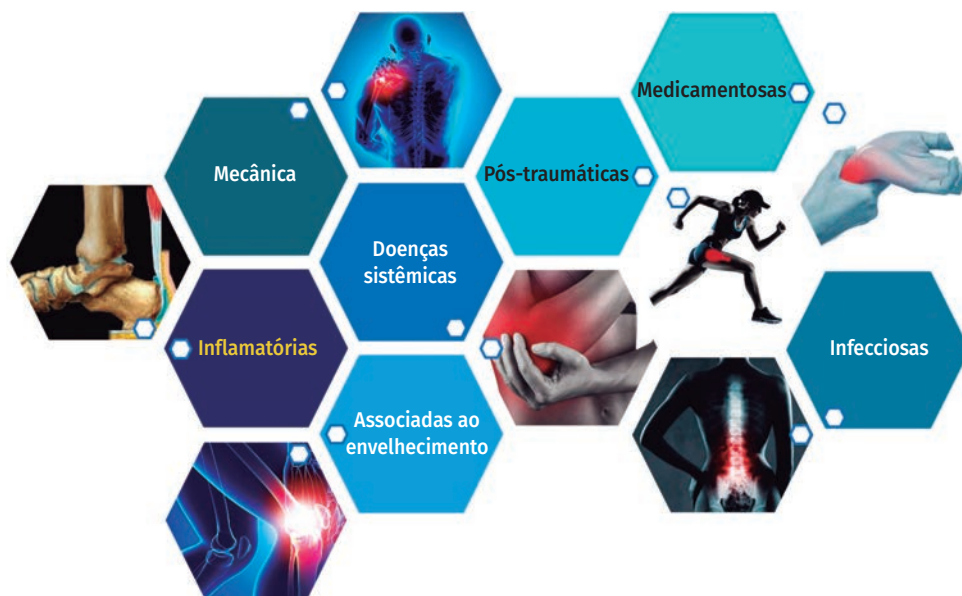 Medicamentosas
Mecânica
Pós-traumáticas
Doenças
sistêmicas
Inflamatórias
Infecciosas
Associadas ao
envelhecimento